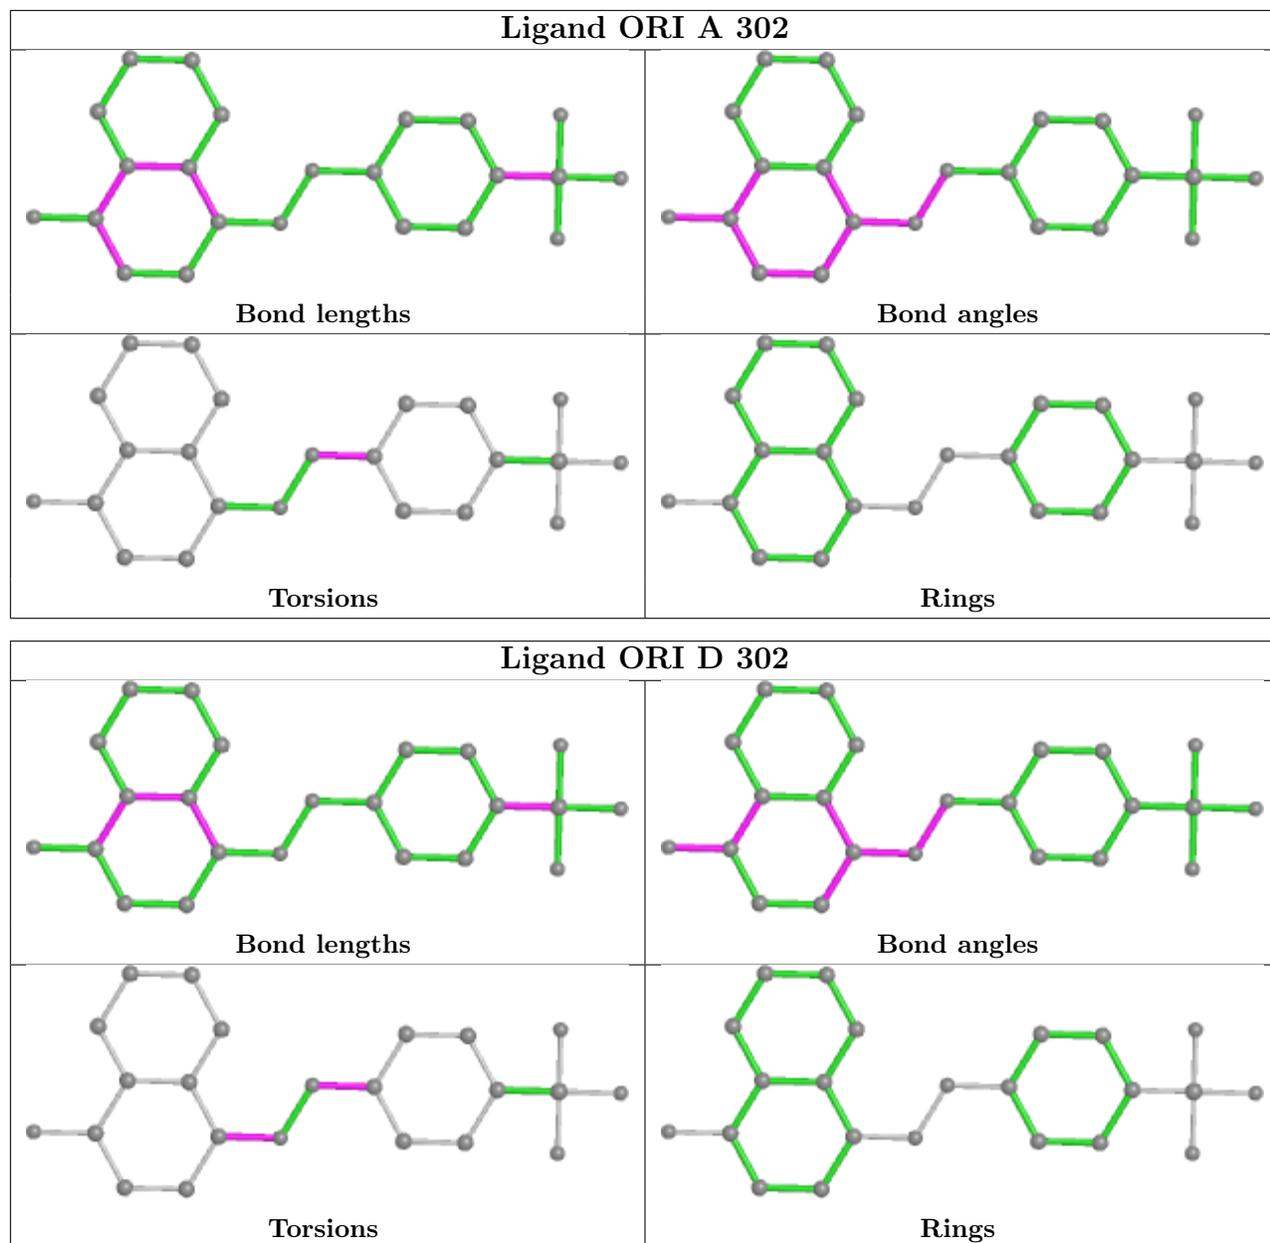 Ligand ORI A 302
Bond lengths
Bond angles
Torsions
Rings
Ligand ORI D 302
Bond lengths
Bond angles
Torsions
Rings